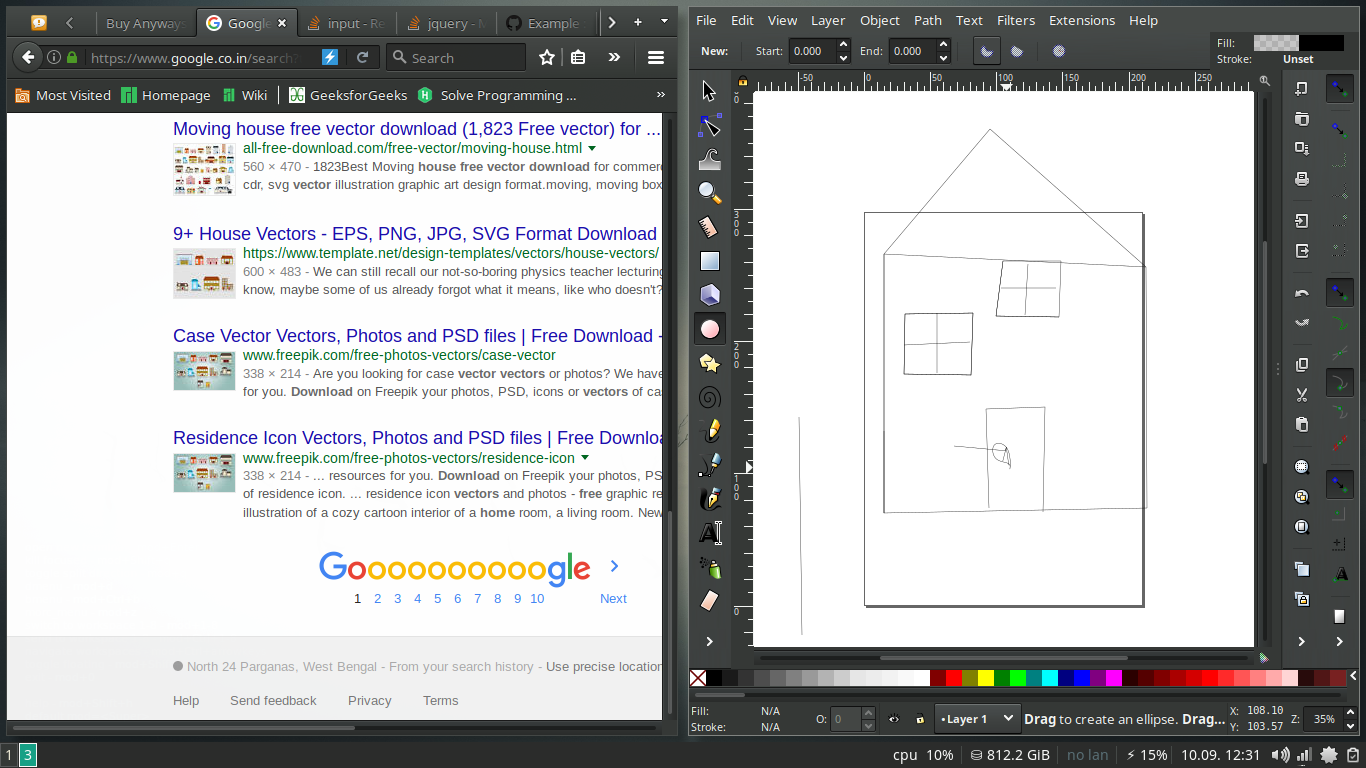 Buy Anyways
Google
input - Re
jquery - M
Example
https://www.google.co.in/search?
Search
Most Visited
Homepage
Wiki
GeeksforGeeks
Solve Programming ...
Moving house free vector download (1,823 Free vector) for ...
all-free-download.com/free-vector/moving-house.html
560 × 470 - 1823Best Moving house free vector download for commerc
cdr, svg vector illustration graphic art design format.moving, moving box
9+ House Vectors - EPS, PNG, JPG, SVG Format Download
https://www.template.net/design-templates/vectors/house-vectors/
600 × 483 - We can still recall our not-so-boring physics teacher lecturing
know, maybe some of us already forgot what it means, like who doesn't?
Case Vector Vectors, Photos and PSD files | Free Download -
www.freepik.com/free-photos-vectors/case-vector
338 × 214 - Are you looking for case vector vectors or photos? We have
for you. Download on Freepik your photos, PSD, icons or vectors of ca
Residence Icon Vectors, Photos and PSD files | Free Downloa
www.freepik.com/free-photos-vectors/residence-icon
338 × 214 - ... resources for you. Download on Freepik your photos, PS
of residence icon. ... residence icon vectors and photos - free graphic re
illustration of a cozy cartoon interior of a home room, a living room. New
Goooooooooogle
1 2 3 4 5 6 7 8 9 10 Next
North 24 Parganas, West Bengal - From your search history - Use precise location
Help Send feedback Privacy Terms
File Edit View Layer Object Path Text Filters Extensions Help
New: Start: 0.000 End: 0.000
Fill:
Stroke: Unset
-50 0 50 100 150 200 250
300
200
100
0
Fill: N/A
Stroke: N/A
O: 0
•Layer 1
Drag to create an ellipse. Drag...
X: 108.10
Y: 103.57
Z: 35%
1 3
cpu 10% 812.2 GiB no lan 15% 10.09. 12:31